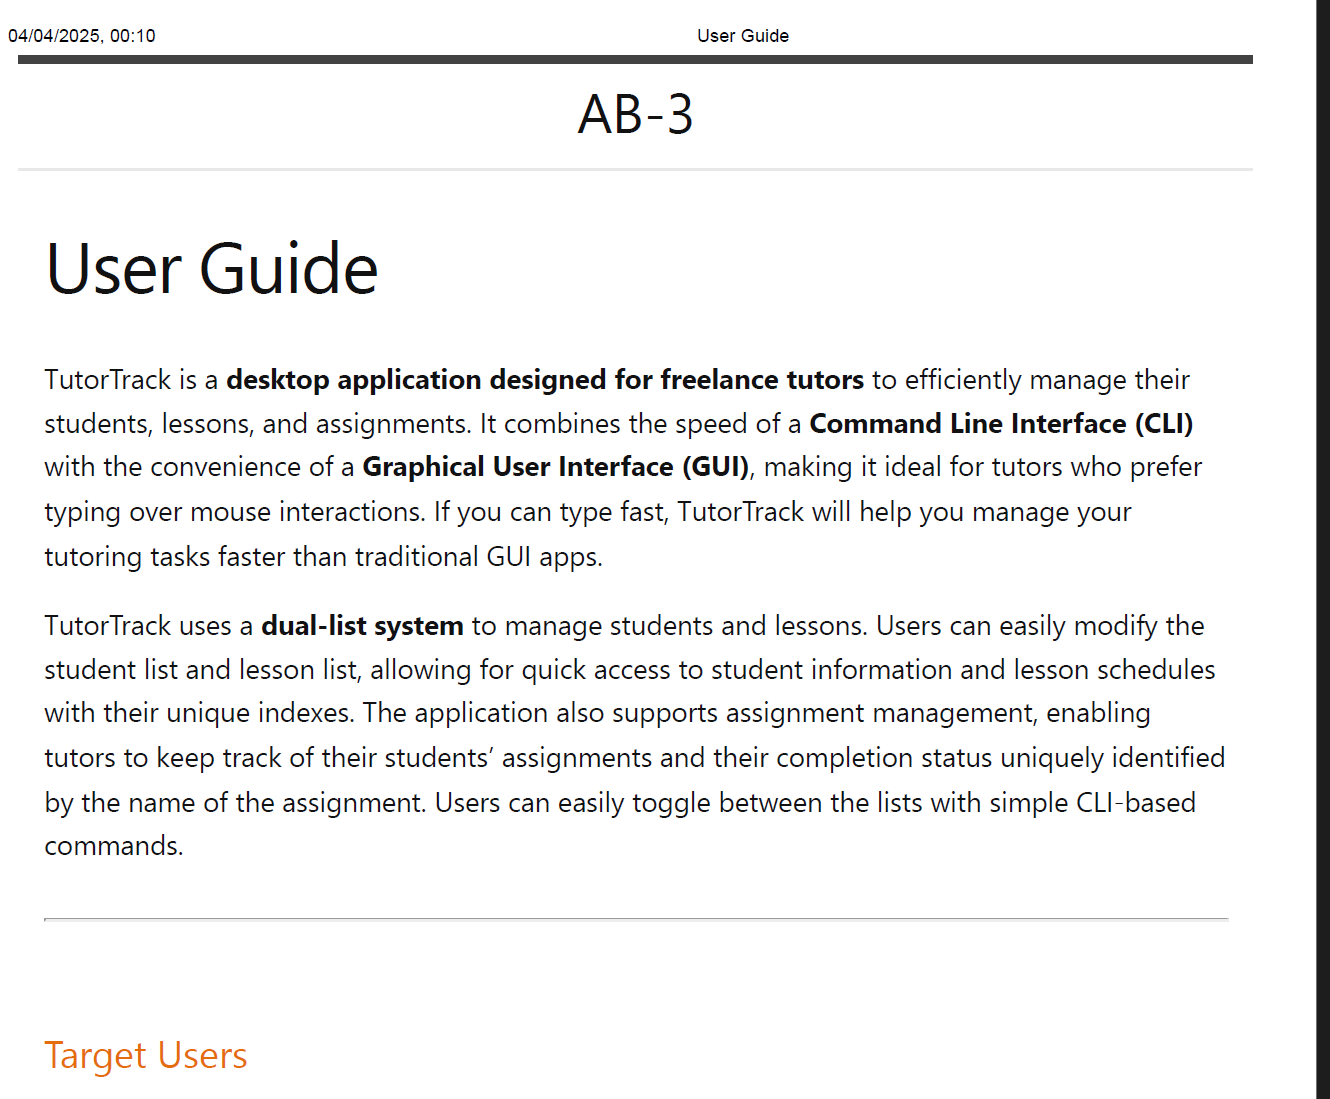 04/04/2025, 00:10
User Guide
AB-3
User Guide
TutorTrack is a desktop application designed for freelance tutors to efficiently manage their
students, lessons, and assignments. It combines the speed of a Command Line Interface (CLI)
with the convenience of a Graphical User Interface (GUI), making it ideal for tutors who prefer
typing over mouse interactions. If you can type fast, TutorTrack will help you manage your
tutoring tasks faster than traditional GUI apps.
TutorTrack uses a dual-list system to manage students and lessons. Users can easily modify the
student list and lesson list, allowing for quick access to student information and lesson schedules
with their unique indexes. The application also supports assignment management, enabling
tutors to keep track of their students’ assignments and their completion status uniquely identified
by the name of the assignment. Users can easily toggle between the lists with simple CLI-based
commands.
Target Users